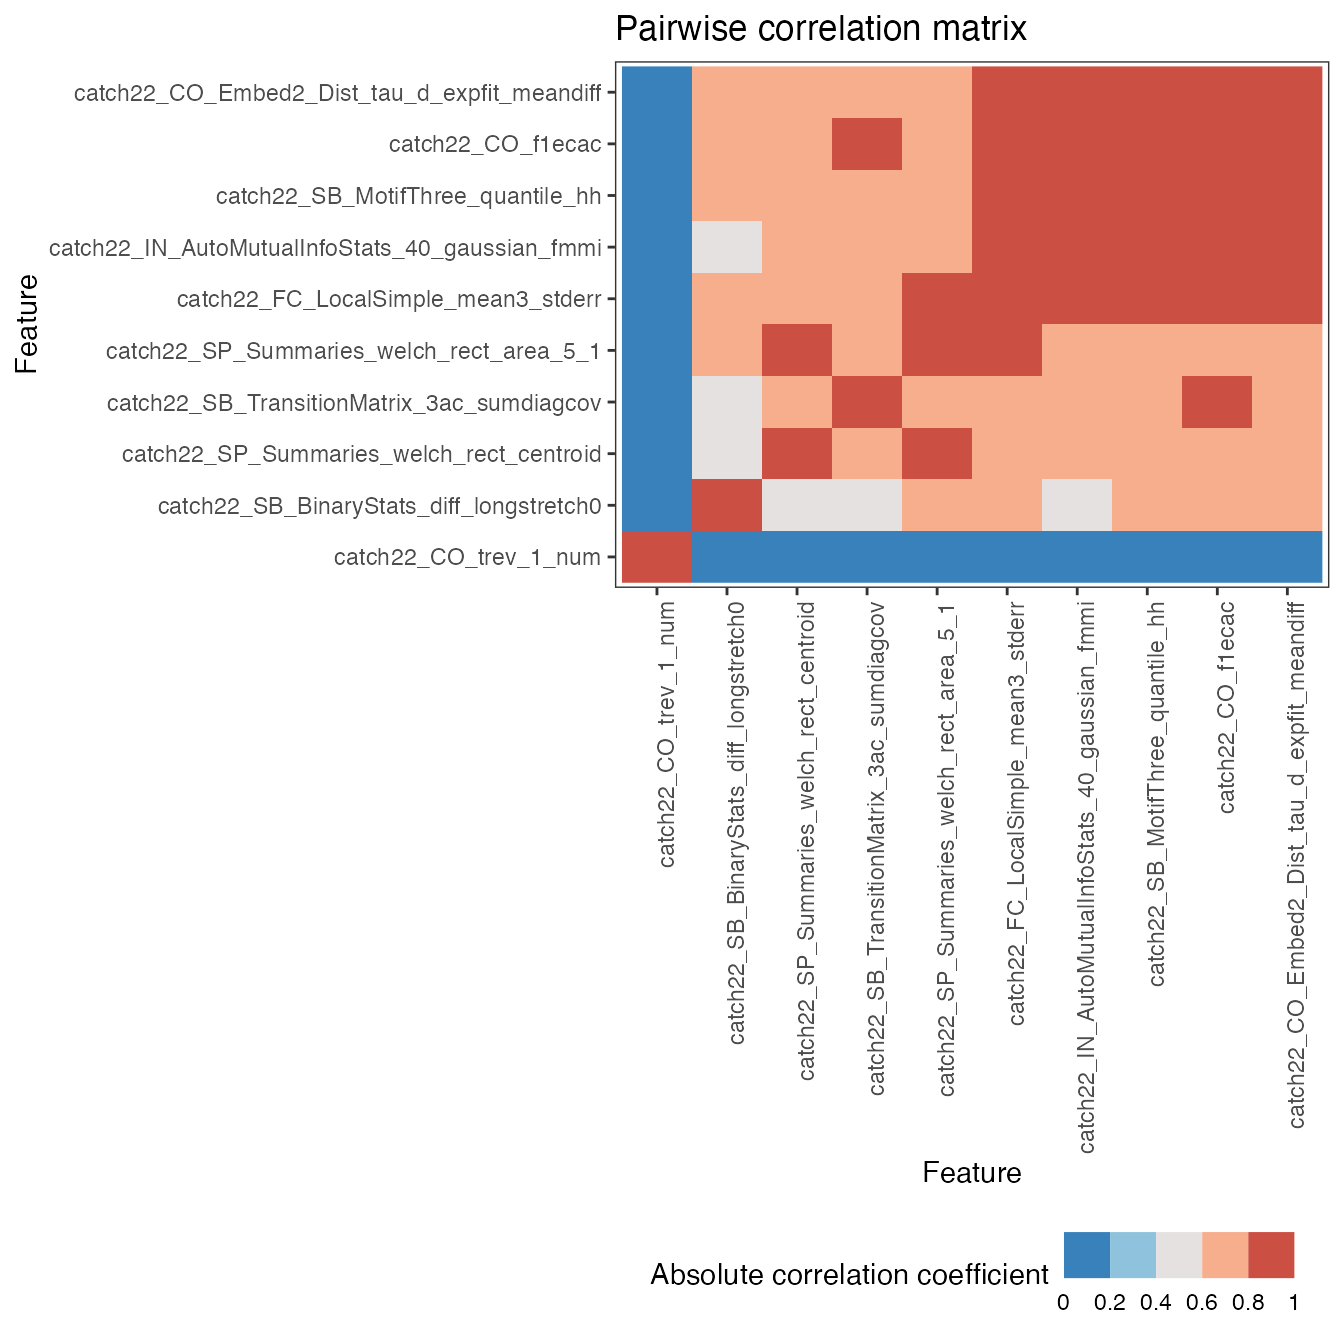 Pairwise correlation matrix
catch22_CO_Embed2_Dist_tau_d_expfit_meandiff
catch22_CO_f1ecac
catch22_SB_MotifThree_quantile_hh
catch22_IN_AutoMutualInfoStats_40_gaussian_fmmi
catch22_FC_LocalSimple_mean3_stderr
catch22_SP_Summaries_welch_rect_area_5_1
catch22_SB_TransitionMatrix_3ac_sumdiagcov
catch22_SP_Summaries_welch_rect_centroid
catch22_SB_BinaryStats_diff_longstretch0
catch22_CO_trev_1_num
Feature
catch22_CO_trev_1_num
catch22_SB_BinaryStats_diff_longstretch0
catch22_SP_Summaries_welch_rect_centroid
catch22_SB_TransitionMatrix_3ac_sumdiagcov
catch22_SP_Summaries_welch_rect_area_5_1
catch22_FC_LocalSimple_mean3_stderr
catch22_IN_AutoMutualInfoStats_40_gaussian_fmmi
catch22_SB_MotifThree_quantile_hh
catch22_CO_f1ecac
catch22_CO_Embed2_Dist_tau_d_expfit_meandiff
Feature
Absolute correlation coefficient
0 0.2 0.4 0.6 0.8 1